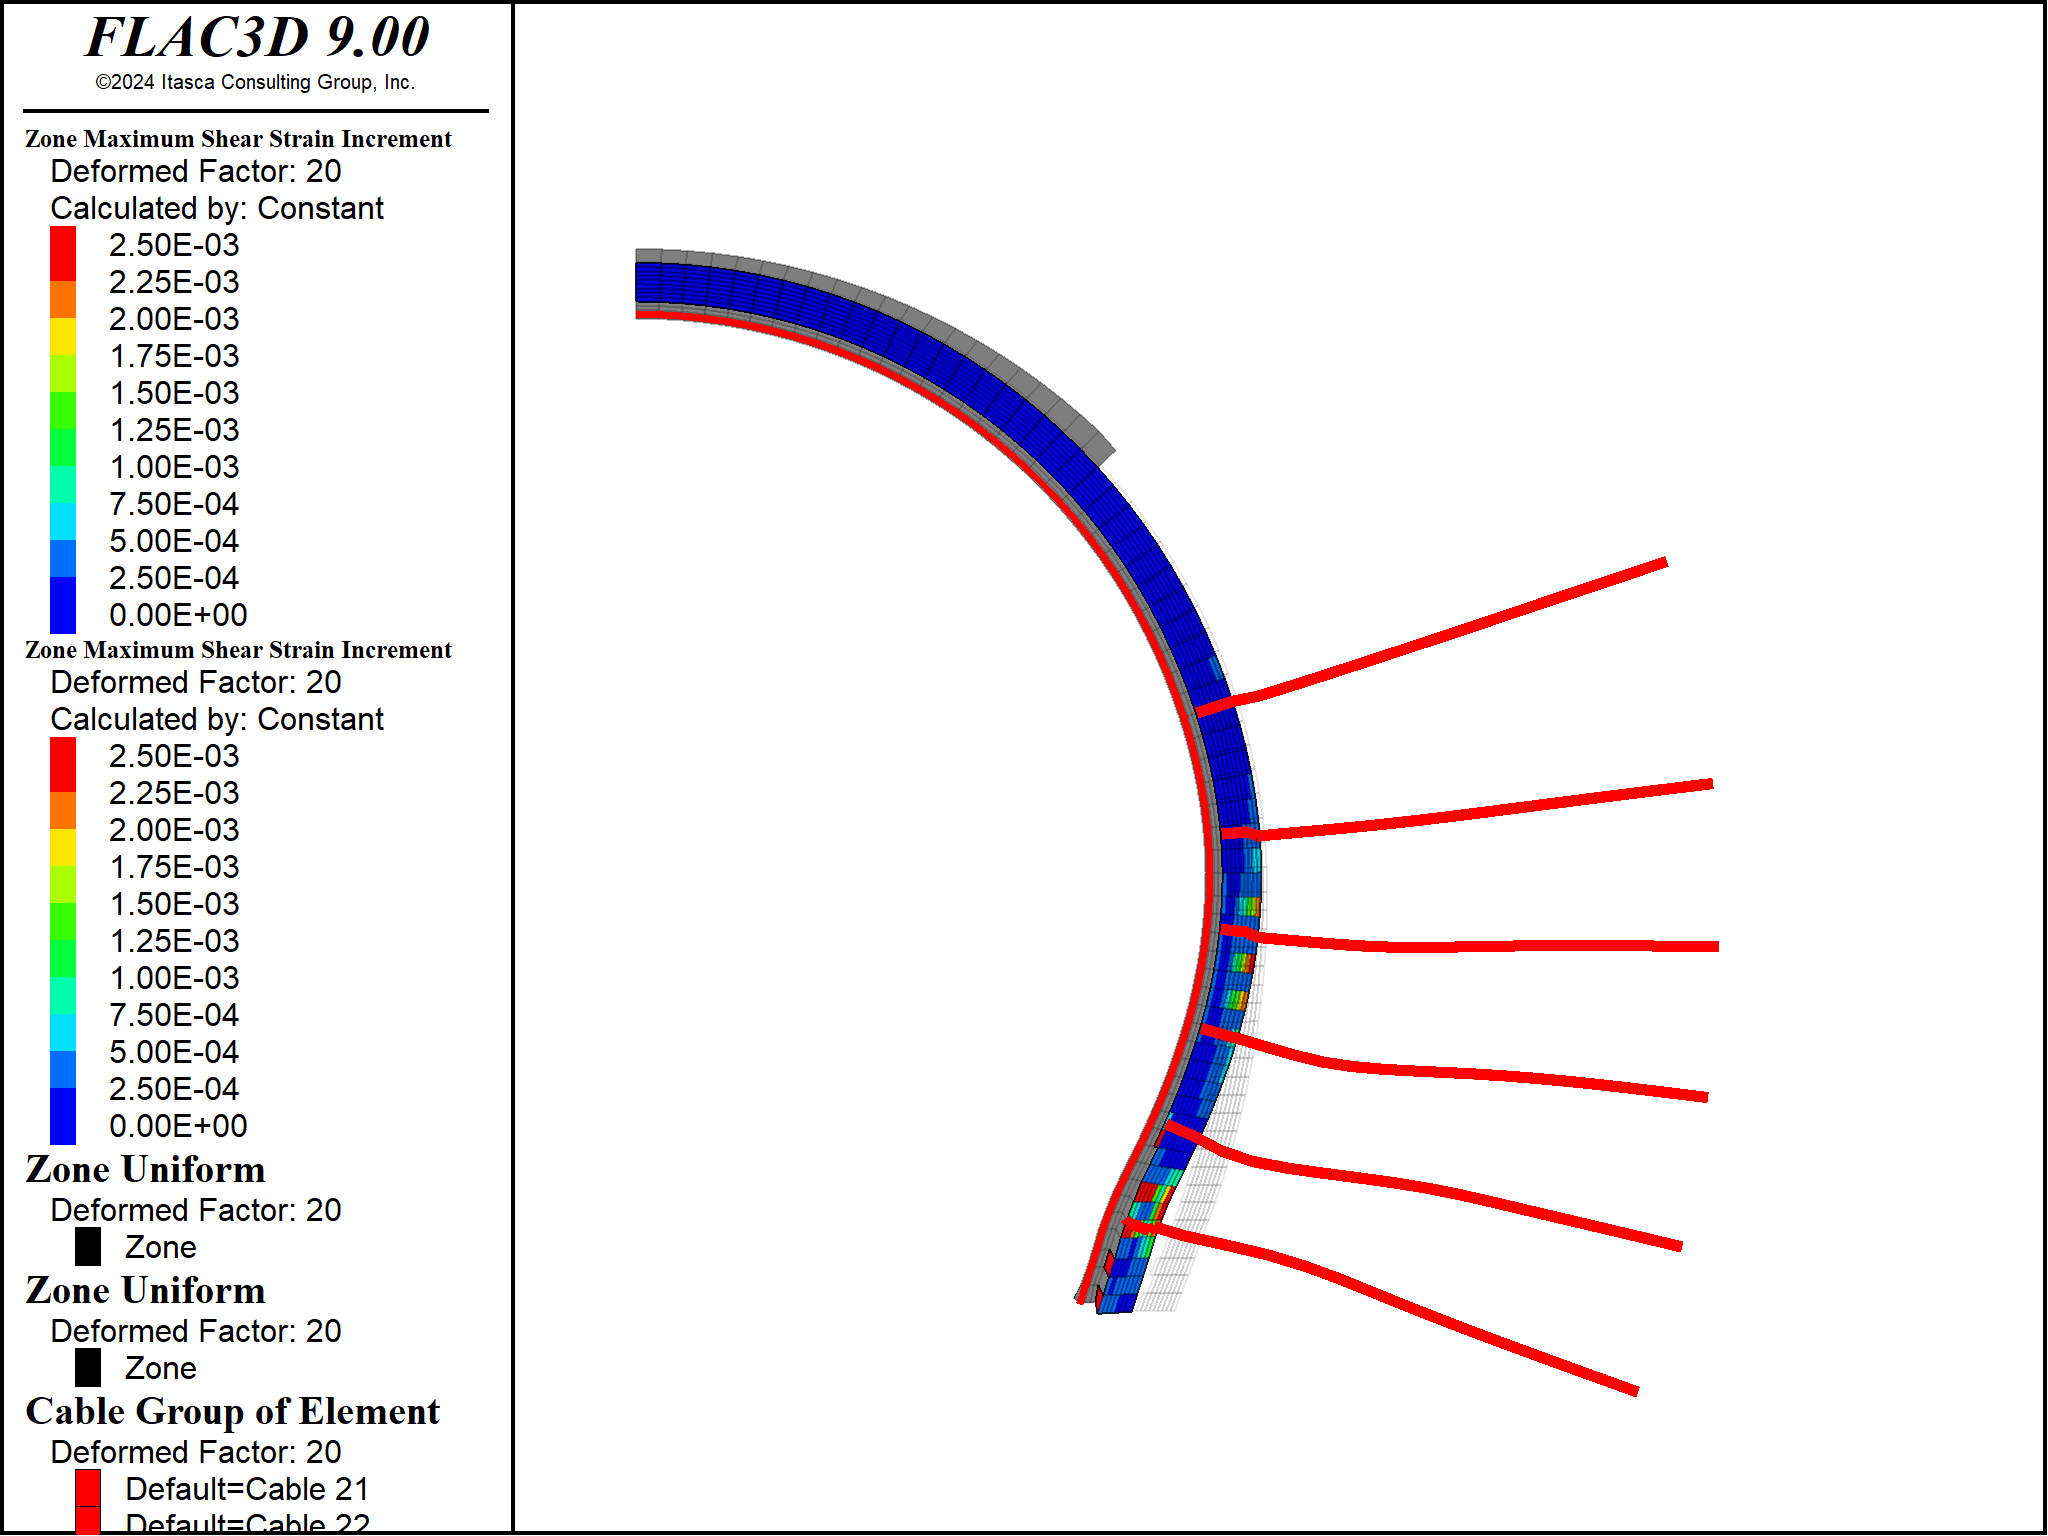 FLAC3D 9.00
©2024 Itasca Consulting Group, Inc.
Zone Maximum Shear Strain Increment
Deformed Factor: 20
Calculated by: Constant
2.50E-03
2.25E-03
2.00E-03
1.75E-03
1.50E-03
1.25E-03
1.00E-03
7.50E-04
5.00E-04
2.50E-04
0.00E+00
Zone Maximum Shear Strain Increment
Deformed Factor: 20
Calculated by: Constant
2.50E-03
2.25E-03
2.00E-03
1.75E-03
1.50E-03
1.25E-03
1.00E-03
7.50E-04
5.00E-04
2.50E-04
0.00E+00
Zone Uniform
Deformed Factor: 20
Zone
Zone Uniform
Deformed Factor: 20
Zone
Cable Group of Element
Deformed Factor: 20
Default=Cable 21
Default=Cable 22